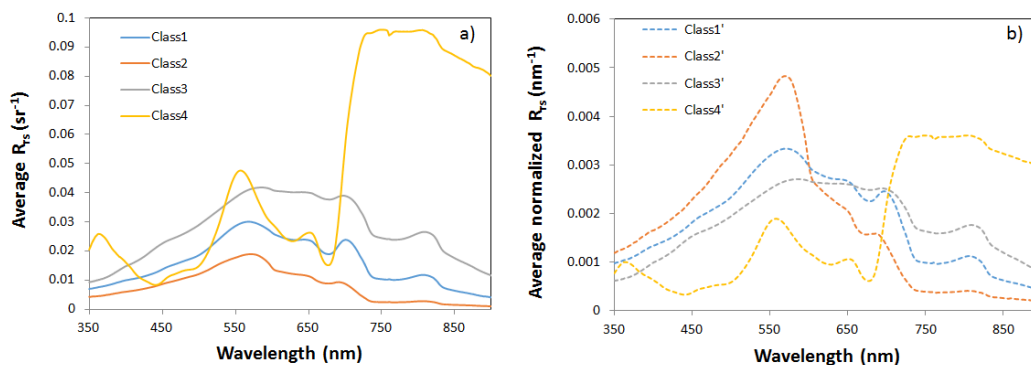 a)
Average Rrs (sr-1)
0.1
0.09
0.08
0.07
0.06
0.05
0.04
0.03
0.02
0.01
0
Class1
Class2
Class3
Class4
350 450 550 650 750 850
Wavelength (nm)
b)
Average normalized Rrs (nm-1)
0.006
0.005
0.004
0.003
0.002
0.001
0.000
Class1'
Class2'
Class3'
Class4'
350 450 550 650 750 850
Wavelength (nm)